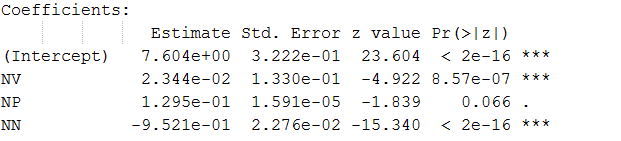 Coefficients:
Estimate Std. Error z value Pr(>|z|)
(Intercept) 7.604e+00 3.222e-01 23.604 < 2e-16 ***
NV 2.344e-02 1.330e-01 -4.922 8.57e-07 ***
NP 1.295e-01 1.591e-05 -1.839 0.066 .
NN -9.521e-01 2.276e-02 -15.340 < 2e-16 ***